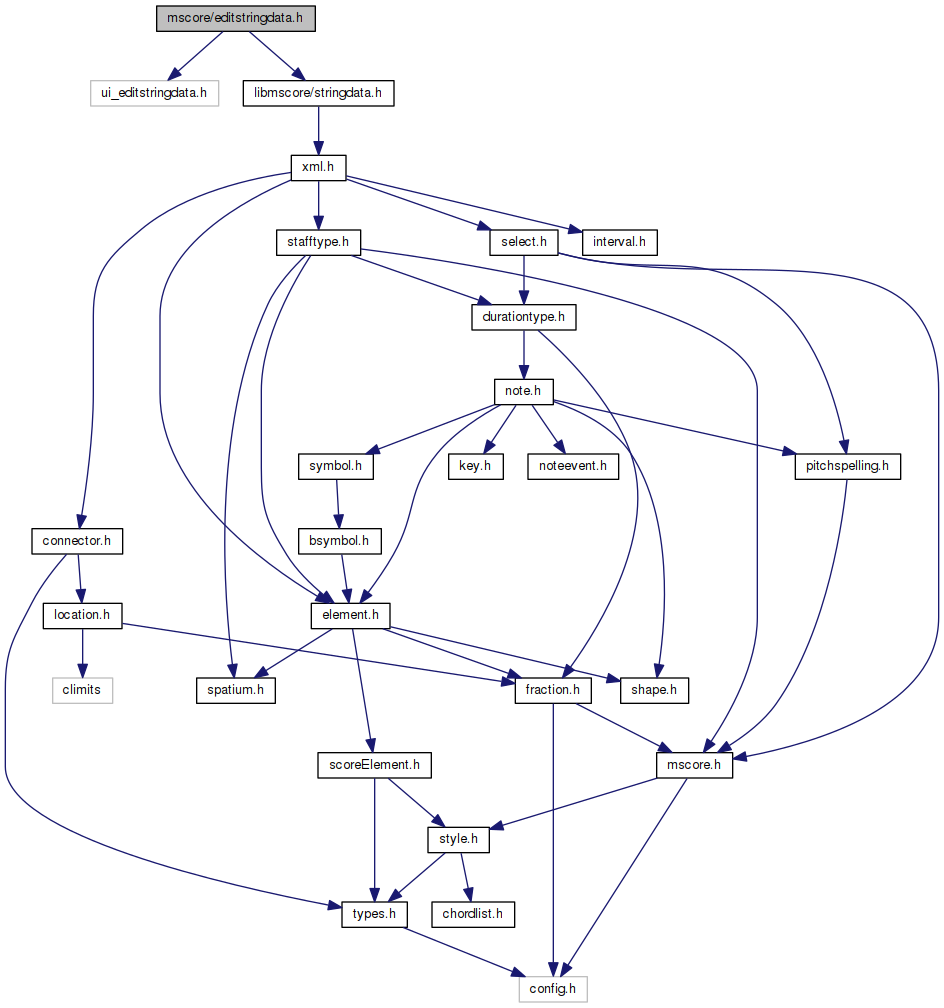 mscore/editstringdata.h
ui_editstringdata.h
libmscore/stringdata.h
xml.h
stafftype.h
select.h
interval.h
durationtype.h
note.h
symbol.h
key.h
noteevent.h
pitchspelling.h
connector.h
bsymbol.h
location.h
element.h
climits
spatium.h
fraction.h
shape.h
scoreElement.h
mscore.h
style.h
types.h
chordlist.h
config.h